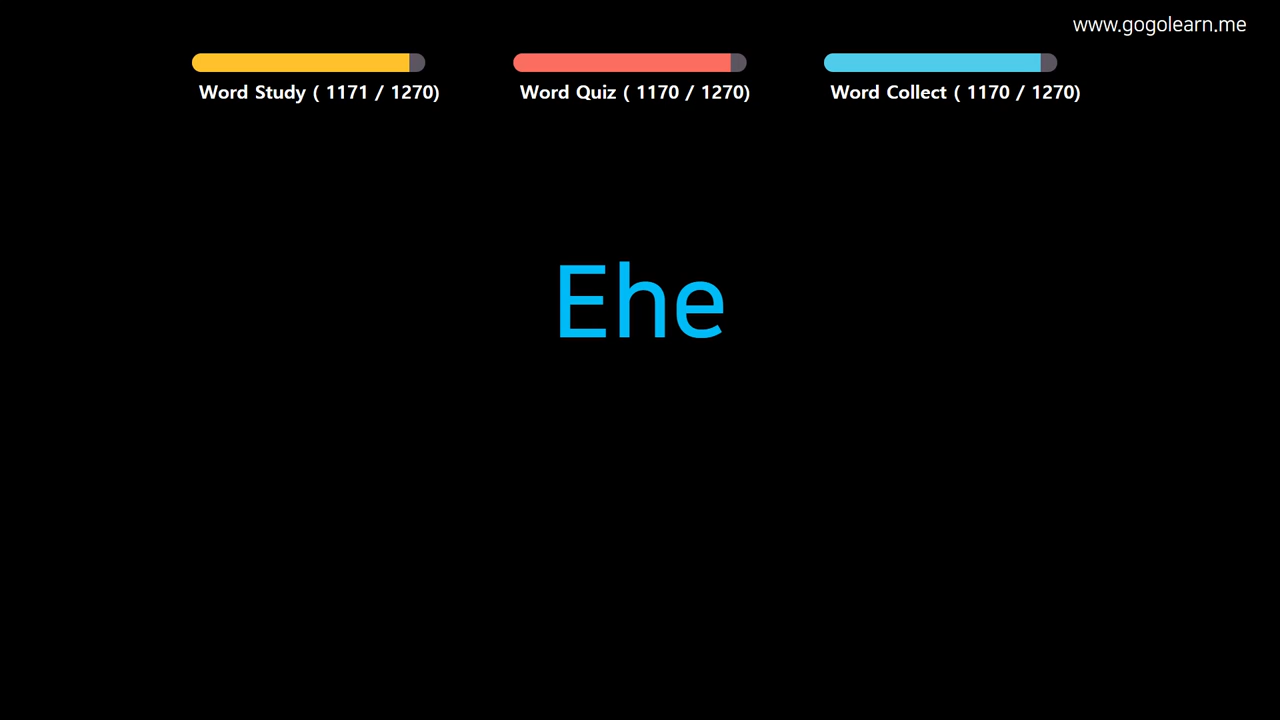 www.gogolearn.me
Word Study ( 1171 / 1270)
Word Quiz ( 1170 / 1270)
Word Collect ( 1170 / 1270)
Ehe